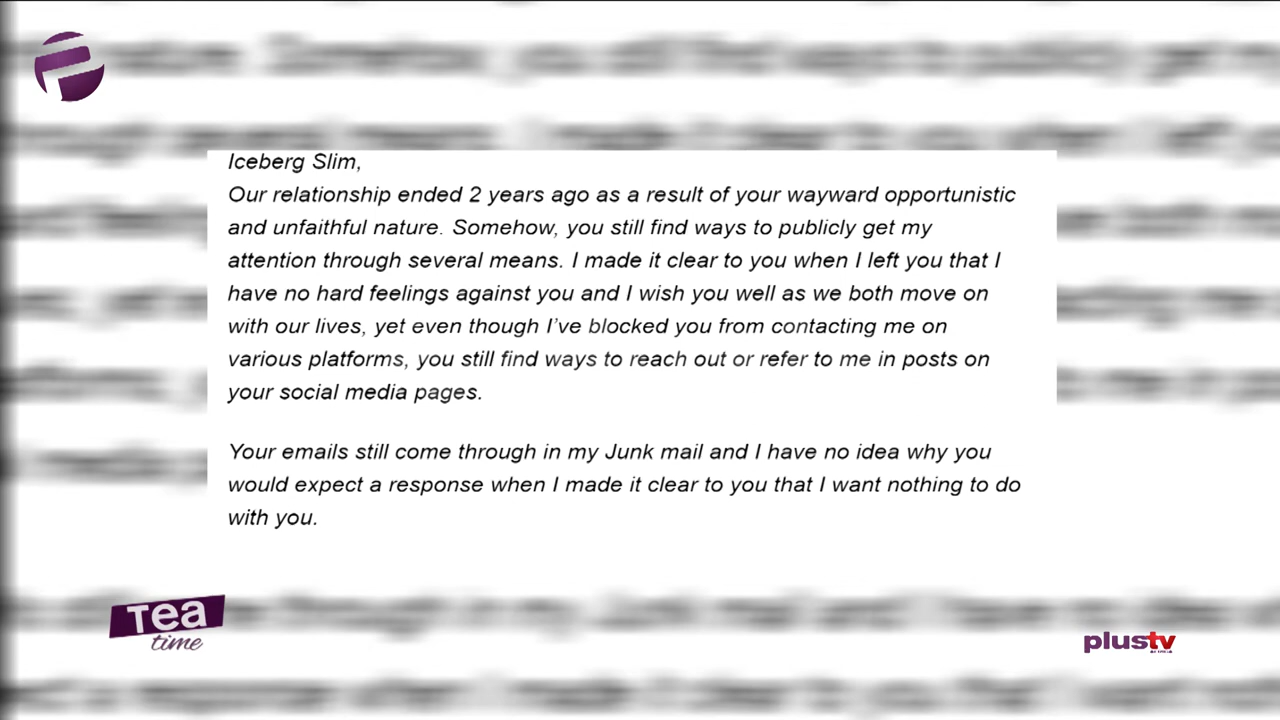 Iceberg Slim,
Our relationship ended 2 years ago as a result of your wayward opportunistic
and unfaithful nature. Somehow, you still find ways to publicly get my
attention through several means. I made it clear to you when I left you that I
have no hard feelings against you and I wish you well as we both move on
with our lives, yet even though I've blocked you from contacting me on
various platforms, you still find ways to reach out or refer to me in posts on
your social media pages.
Your emails still come through in my Junk mail and I have no idea why you
would expect a response when I made it clear to you that I want nothing to do
with you.
Tea
time
plustv